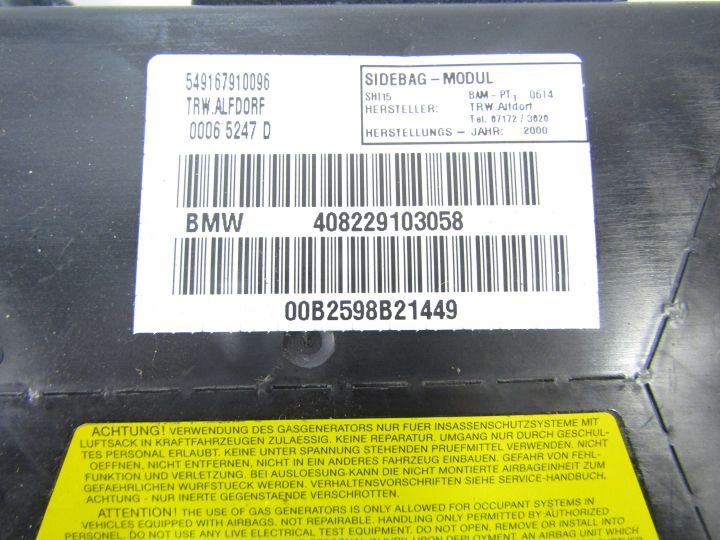 549167910096
TRW.ALFDORF
0006 5247 D
SIDEBAG-MODUL
SHI15 BAM-PT1 0614
HERSTELLER: TRW.Alfdorf
Tel. 07172/3020
HERSTELLUNGS-JAHR: 2000
BMW 408229103058
00B2598B21449
ACHTUNG! VERWENDUNG DES GASGENERATORS NUR FUER INSASSENSCHUTZSYSTEME MIT
LUFTSACK IN KRAFTFAHRZEUGEN ZULAESSIG. KEINE REPARATUR. UMGANG NUR DURCH GESCHUL-
TES PERSONAL ERLAUBT. KEINE UNTER SPANNUNG STEHENDEN PRUEFMITTEL VERWENDEN. NICHT
OEFFNEN, NICHT ENTFERNEN, NICHT IN EIN ANDERES FAHRZEUG EINBAUEN. GEFAHR VON FEHL-
FUNKTION UND VERLETZUNG. BEI AUSLOESUNG KANN DIE NICHT MONTIERTE AIRBAGEINHEIT ZUM
GEFAEHRLICHEN WURFSTUECK WERDEN. VERHALTENSVORSCHRIFTEN SIEHE SERVICE-HANDBUCH.
ACHTUNG - NUR INERTE GEGENSTAENDE VERSCHROTTEN.
ATTENTION! THE USE OF GAS GENERATORS IS ONLY ALLOWED FOR OCCUPANT SYSTEMS IN
VEHICLES EQUIPPED WITH AIRBAGS. NOT REPAIRABLE. HANDLING ONLY PERMITTED BY AUTHORIZED
PERSONEL. DO NOT USE ANY LIVE ELECTRICAL TEST EQUIPMENT. DO NOT OPEN, REMOVE OR INSTALL INTO